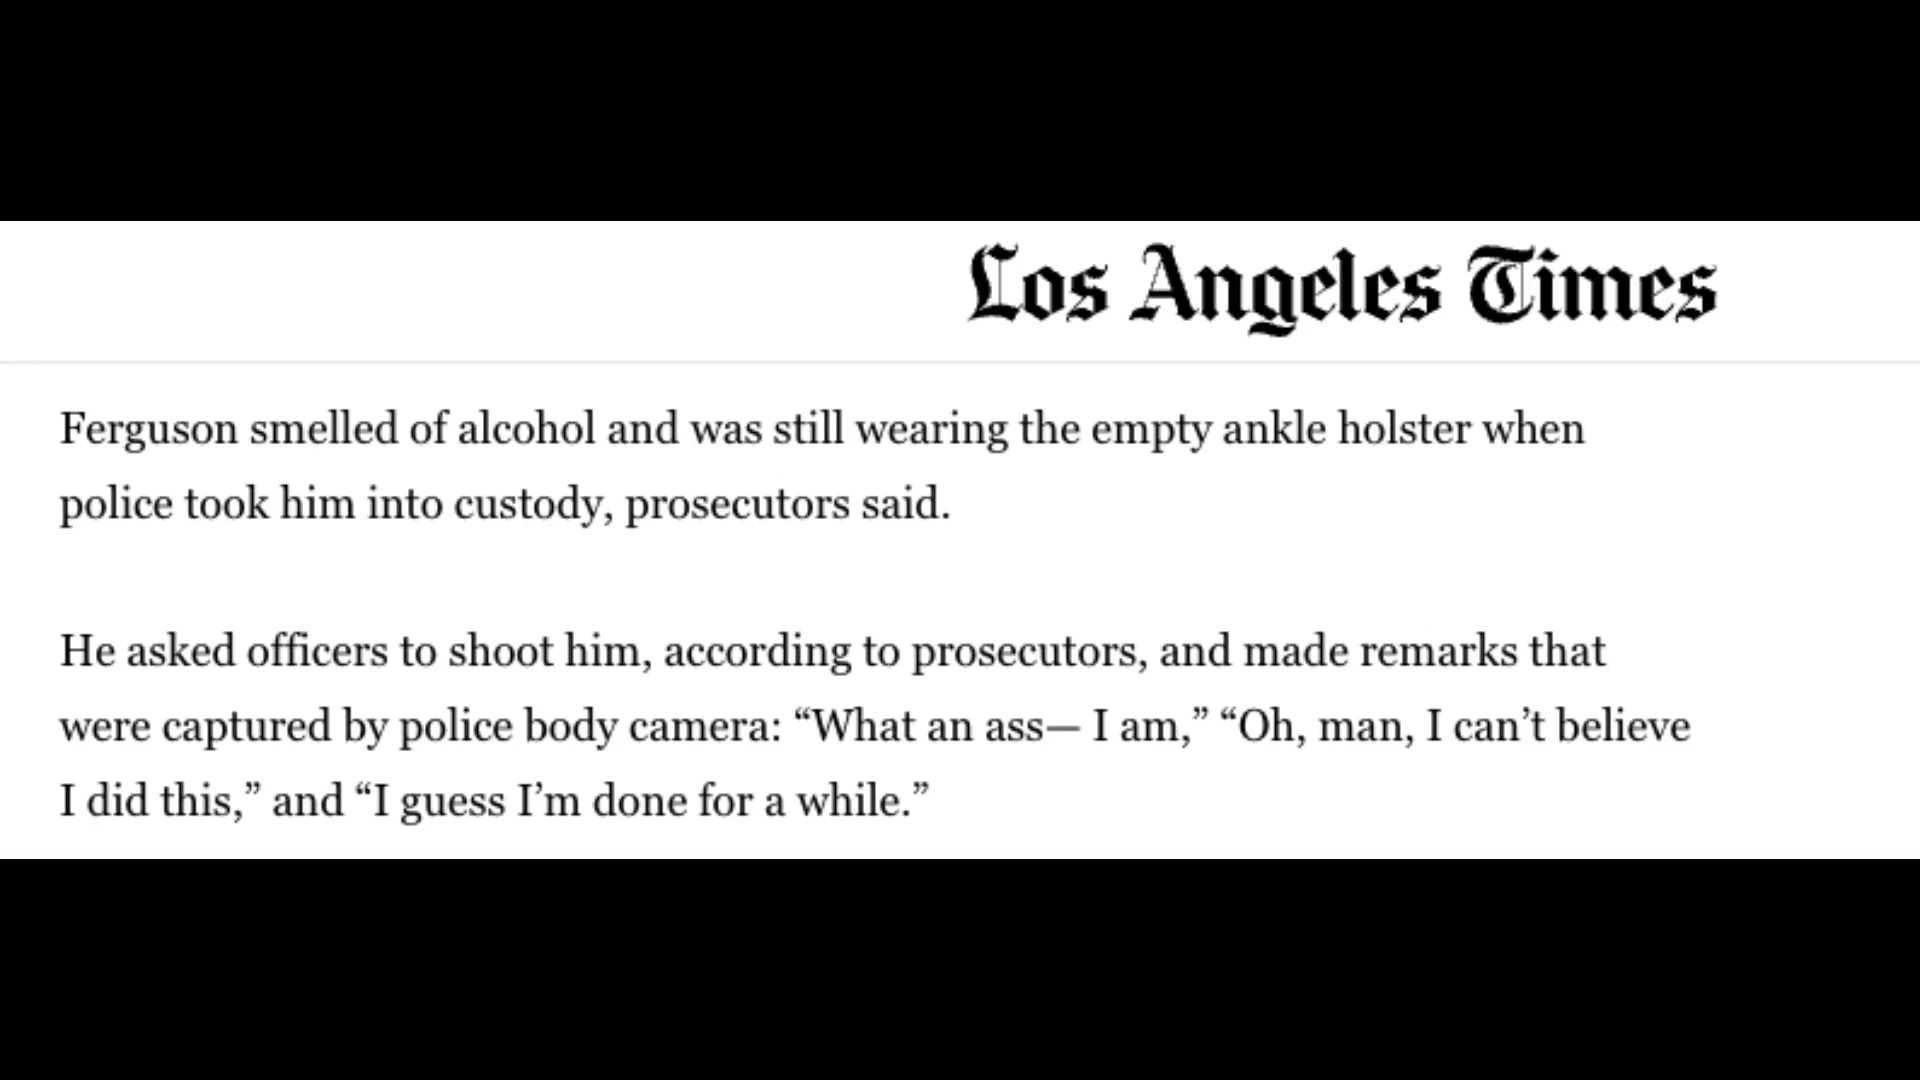 Los Angeles Times
Ferguson smelled of alcohol and was still wearing the empty ankle holster when
police took him into custody, prosecutors said.
He asked officers to shoot him, according to prosecutors, and made remarks that
were captured by police body camera: “What an ass— I am,” “Oh, man, I can’t believe
I did this,” and “I guess I’m done for a while.”